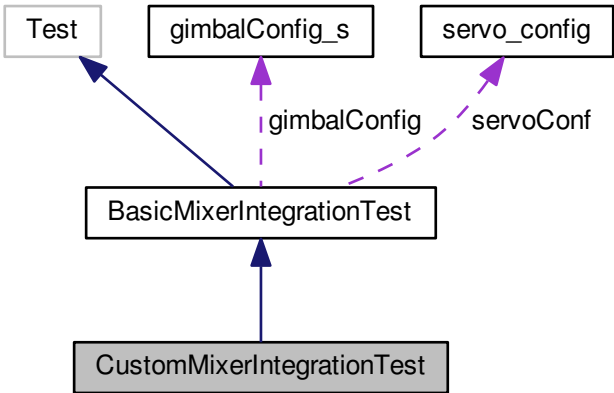 Test
gimbalConfig_s
servo_config
gimbalConfig
servoConf
BasicMixerIntegrationTest
CustomMixerIntegrationTest